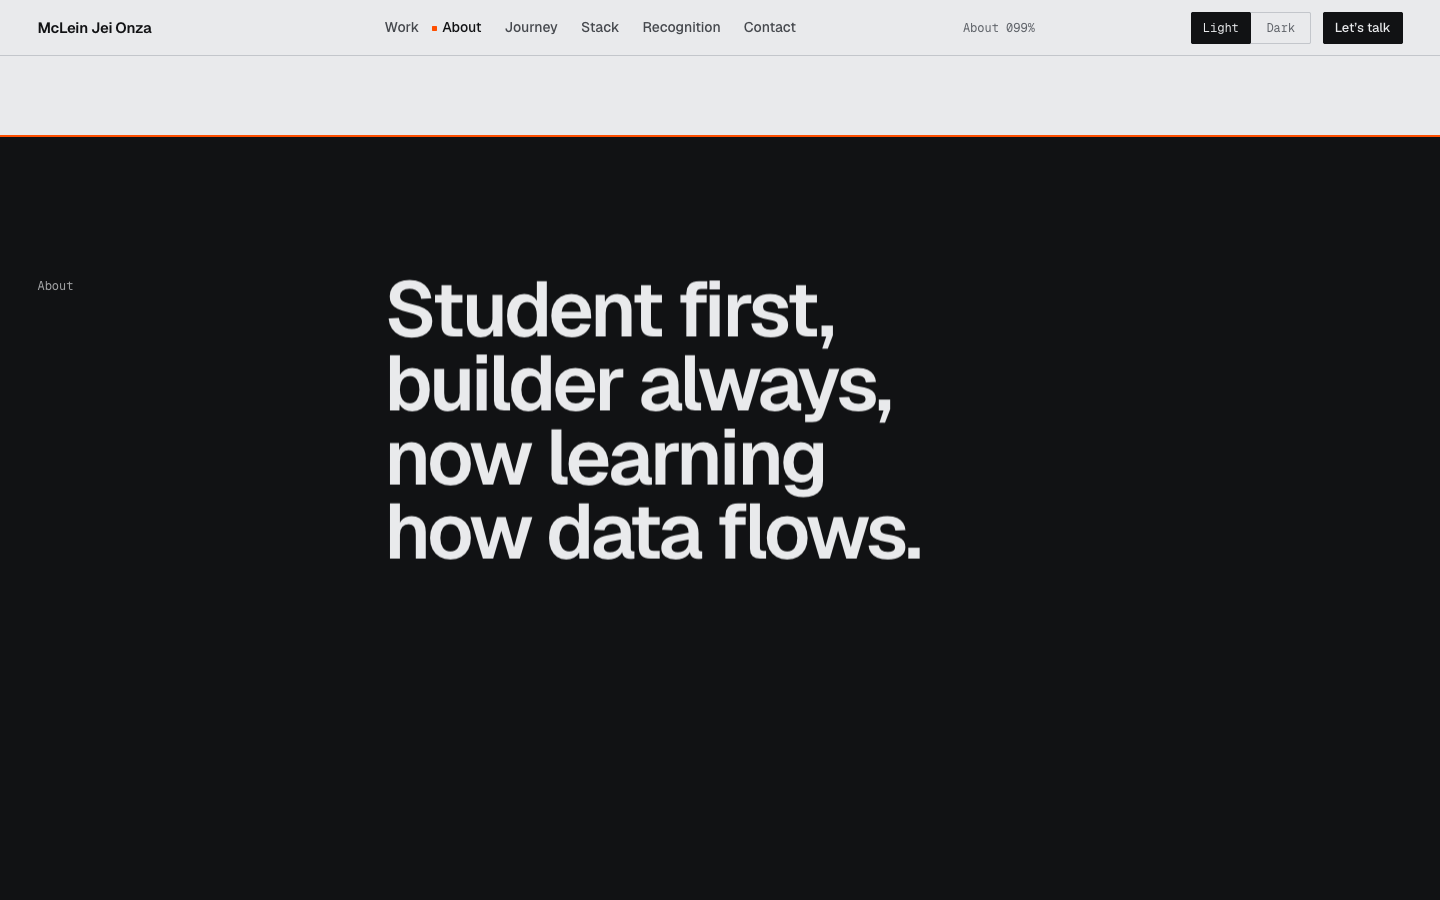 McLein Jei Onza
Work About Journey Stack Recognition Contact
About 099%
Light Dark
Let's talk
About
Student first,
builder always,
now learning
how data flows.